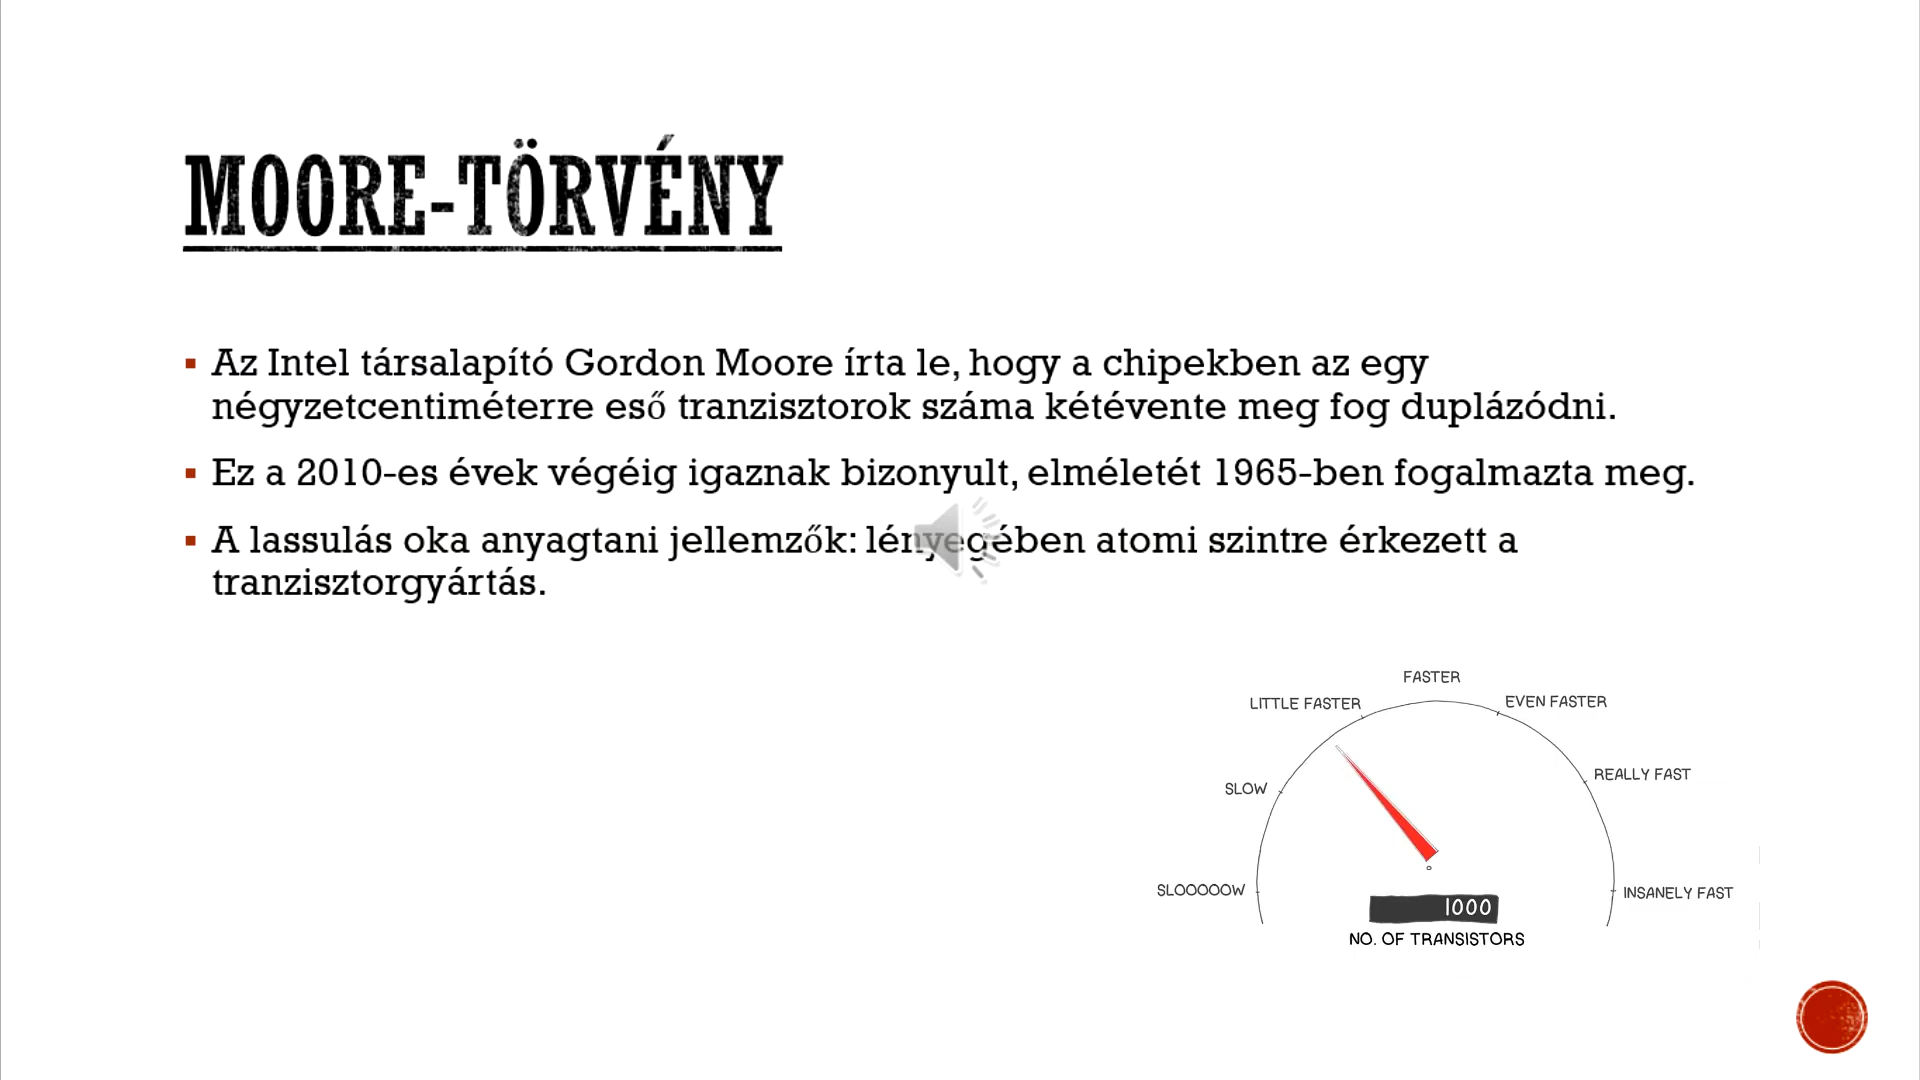 MOORE-TÖRVÉNY
Az Intel társalapító Gordon Moore írta le, hogy a chipekben az egy
négyzetcentiméterre eső tranzisztorok száma kétévente meg fog duplázódni.
Ez a 2010-es évek végéig igaznak bizonyult, elméletét 1965-ben fogalmazta meg.
A lassulás oka anyagtani jellemzők: lényegében atomi szintre érkezett a
tranzisztorgyártás.
FASTER
LITTLE FASTER
EVEN FASTER
REALLY FAST
SLOW
SLOOOOOW
INSANELY FAST
1000
NO. OF TRANSISTORS